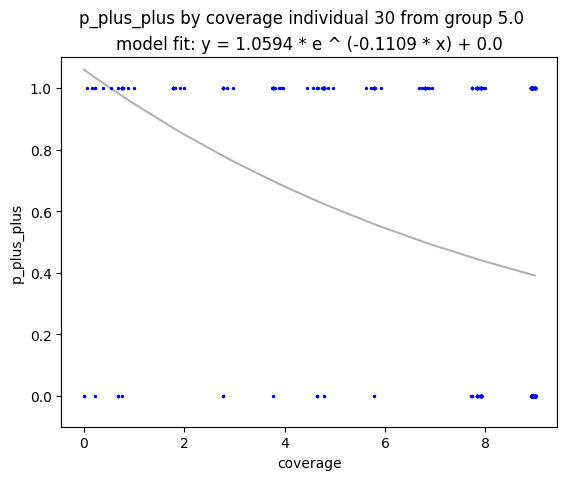 p_plus_plus by coverage individual 30 from group 5.0
model fit: y = 1.0594 * e ^ (-0.1109 * x) + 0.0
1.0
0.8
0.6
0.4
0.2
0.0
p_plus_plus
0 2 4 6 8
coverage